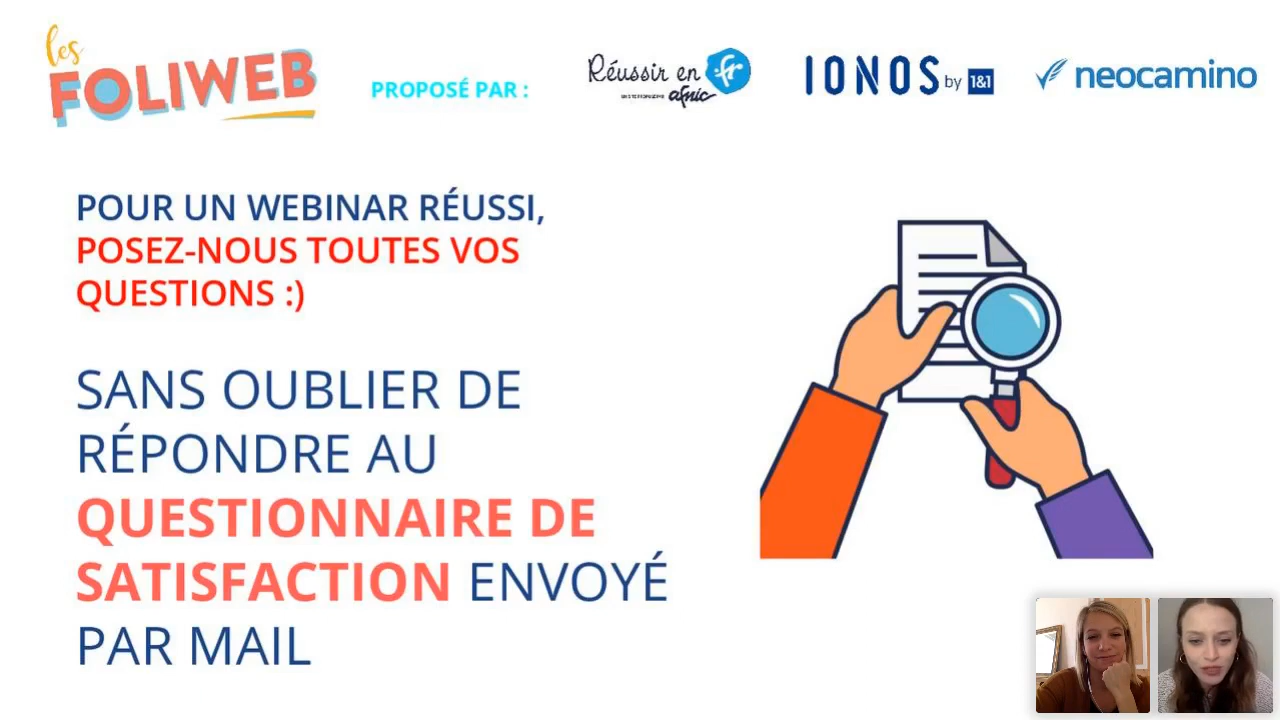 les
FOLIWEB
PROPOSÉ PAR :
Réussir en .fr
afnic
IONOS by 1&1
neocamino
POUR UN WEBINAR RÉUSSI,
POSEZ-NOUS TOUTES VOS
QUESTIONS :)
SANS OUBLIER DE
RÉPONDRE AU
QUESTIONNAIRE DE
SATISFACTION ENVOYÉ
PAR MAIL